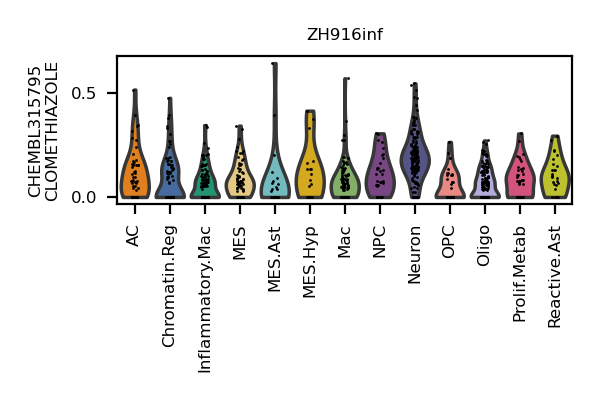 ZH916inf
CHEMBL315795
CLOMETHIAZOLE
0.5
0.0
AC
Chromatin.Reg
Inflammatory.Mac
MES
MES.Ast
MES.Hyp
Mac
NPC
Neuron
OPC
Oligo
Prolif.Metab
Reactive.Ast